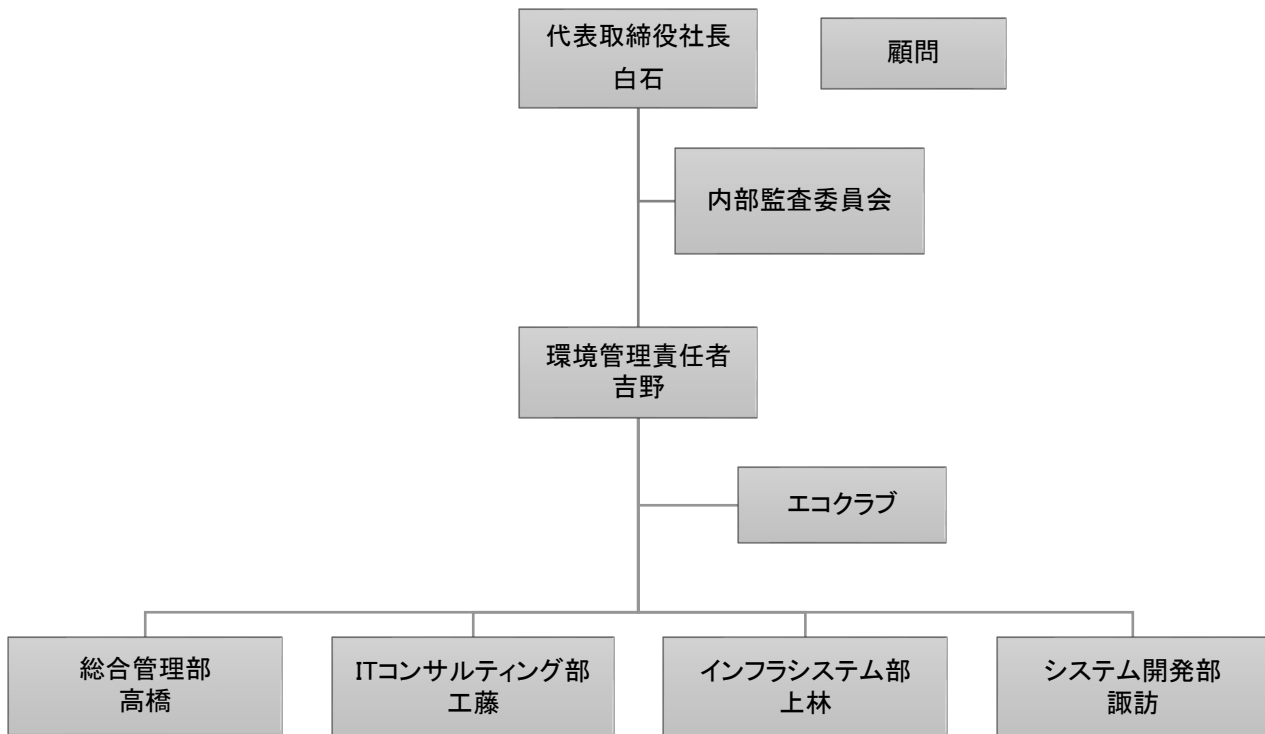 代表取締役社長
白石
顧問
内部監査委員会
環境管理責任者
吉野
エコクラブ
総合管理部
高橋
ITコンサルティング部
工藤
インフラシステム部
上林
システム開発部
諏訪